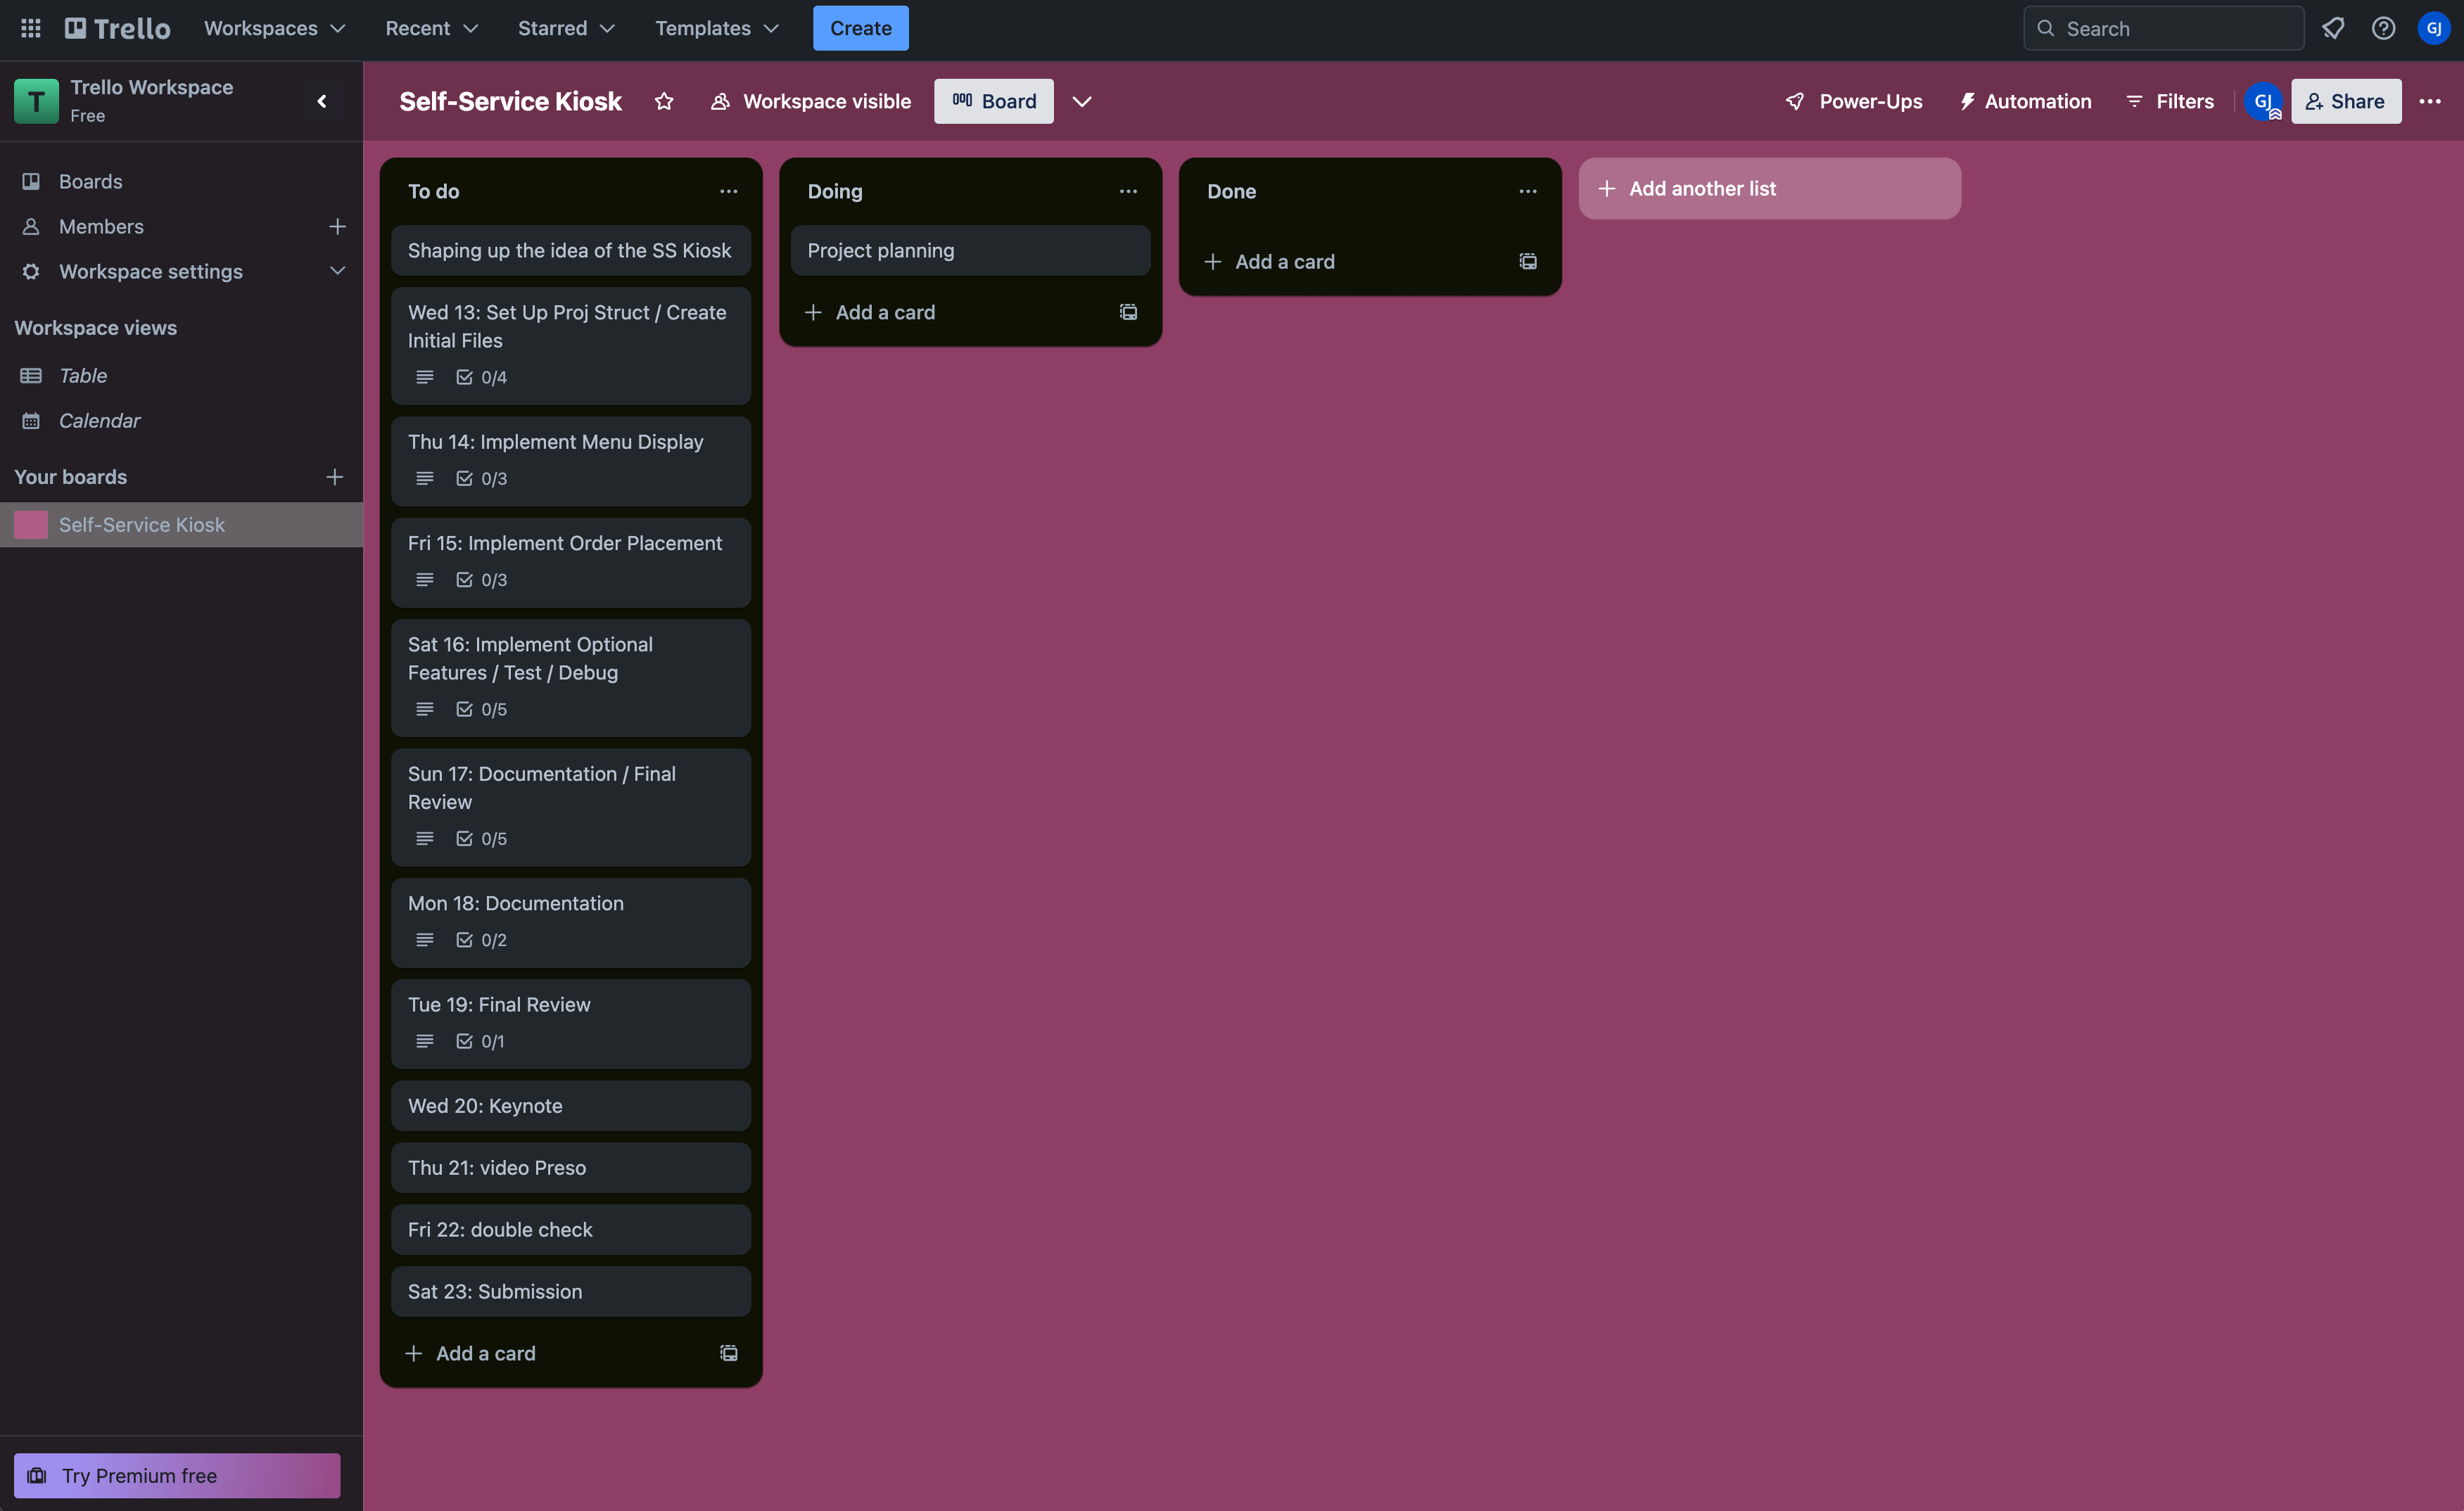 Trello
Workspaces
Recent
Starred
Templates
Create
Search
GJ
T
Trello Workspace
Free
Boards
Members
Workspace settings
Workspace views
Table
Calendar
Your boards
Self-Service Kiosk
Try Premium free
Self-Service Kiosk
Workspace visible
Board
Power-Ups
Automation
Filters
GJ
Share
To do
Shaping up the idea of the SS Kiosk
Wed 13: Set Up Proj Struct / Create
Initial Files
0/4
Thu 14: Implement Menu Display
0/3
Fri 15: Implement Order Placement
0/3
Sat 16: Implement Optional
Features / Test / Debug
0/5
Sun 17: Documentation / Final
Review
0/5
Mon 18: Documentation
0/2
Tue 19: Final Review
0/1
Wed 20: Keynote
Thu 21: video Preso
Fri 22: double check
Sat 23: Submission
Add a card
Doing
Project planning
Add a card
Done
Add a card
Add another list